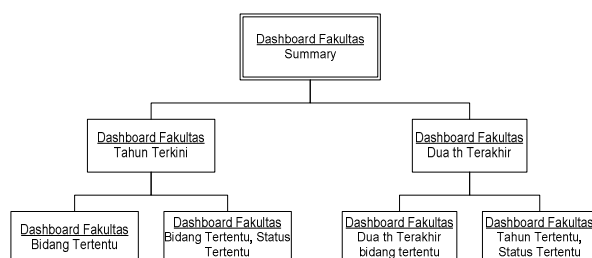 Dashboard Fakultas
Summary
Dashboard Fakultas
Tahun Terkini
Dashboard Fakultas
Dua th Terakhir
Dashboard Fakultas
Bidang Tertentu
Dashboard Fakultas
Bidang Tertentu, Status
Tertentu
Dashboard Fakultas
Dua th Terakhir
bidang tertentu
Dashboard Fakultas
Tahun Tertentu,
Status Tertentu